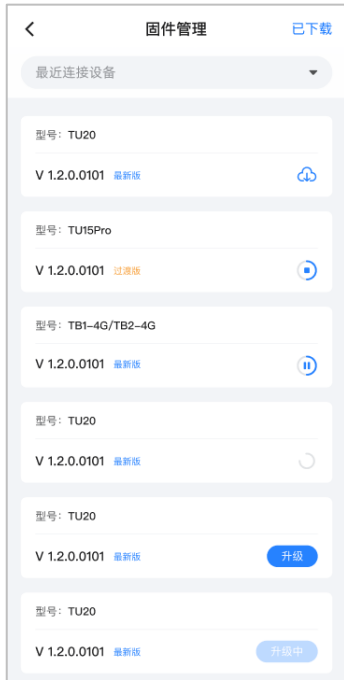 固件管理
已下载
最近连接设备
型号：TU20
V 1.2.0.0101 最新版
型号：TU15Pro
V 1.2.0.0101 过渡版
型号：TB1-4G/TB2-4G
V 1.2.0.0101 最新版
型号：TU20
V 1.2.0.0101 最新版
型号：TU20
V 1.2.0.0101 最新版
升级
型号：TU20
V 1.2.0.0101 最新版
升级中